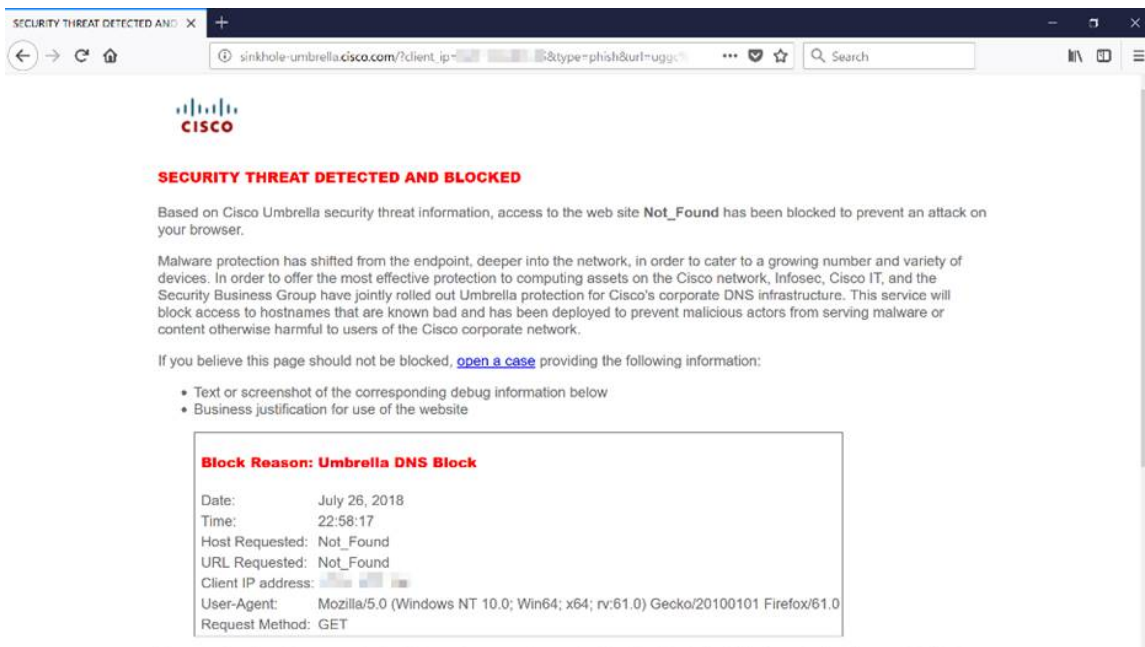 SECURITY THREAT DETECTED AND
sinkhole-umbrella.cisco.com/?client_ip= &type=phish&url=uggc%
Search
CISCO
SECURITY THREAT DETECTED AND BLOCKED
Based on Cisco Umbrella security threat information, access to the web site Not_Found has been blocked to prevent an attack on
your browser.
Malware protection has shifted from the endpoint, deeper into the network, in order to cater to a growing number and variety of
devices. In order to offer the most effective protection to computing assets on the Cisco network, Infosec, Cisco IT, and the
Security Business Group have jointly rolled out Umbrella protection for Cisco's corporate DNS infrastructure. This service will
block access to hostnames that are known bad and has been deployed to prevent malicious actors from serving malware or
content otherwise harmful to users of the Cisco corporate network.
If you believe this page should not be blocked, open a case providing the following information:
• Text or screenshot of the corresponding debug information below
• Business justification for use of the website
Block Reason: Umbrella DNS Block
Date: July 26, 2018
Time: 22:58:17
Host Requested: Not_Found
URL Requested: Not_Found
Client IP address:
User-Agent: Mozilla/5.0 (Windows NT 10.0; Win64; x64; rv:61.0) Gecko/20100101 Firefox/61.0
Request Method: GET